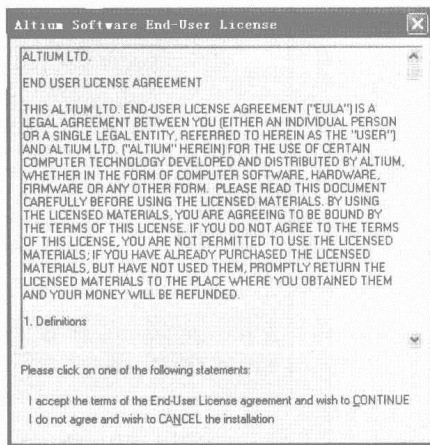 Altium Software End-User License
ALTIUM LTD.
END USER LICENSE AGREEMENT
THIS ALTIUM LTD. END-USER LICENSE AGREEMENT ("EULA") IS A
LEGAL AGREEMENT BETWEEN YOU (EITHER AN INDIVIDUAL PERSON
OR A SINGLE LEGAL ENTITY, REFERRED TO HEREIN AS THE "USER")
AND ALTIUM LTD. ("ALTIUM" HEREIN) FOR THE USE OF CERTAIN
COMPUTER TECHNOLOGY DEVELOPED AND DISTRIBUTED BY ALTIUM,
WHETHER IN THE FORM OF COMPUTER SOFTWARE, HARDWARE,
FIRMWARE OR ANY OTHER FORM. PLEASE READ THIS DOCUMENT
CAREFULLY BEFORE USING THE LICENSED MATERIALS. BY USING
THE LICENSED MATERIALS, YOU ARE AGREEING TO BE BOUND BY
THE TERMS OF THIS LICENSE. IF YOU DO NOT AGREE TO THE TERMS
OF THIS LICENSE, YOU ARE NOT PERMITTED TO USE THE LICENSED
MATERIALS; IF YOU HAVE ALREADY PURCHASED THE LICENSED
MATERIALS, BUT HAVE NOT USED THEM, PROMPTLY RETURN THE
LICENSED MATERIALS TO THE PLACE WHERE YOU OBTAINED THEM
AND YOUR MONEY WILL BE REFUNDED.
1. Definitions
Please click on one of the following statements:
I accept the terms of the End-User License agreement and wish to CONTINUE
I do not agree and wish to CANCEL the installation